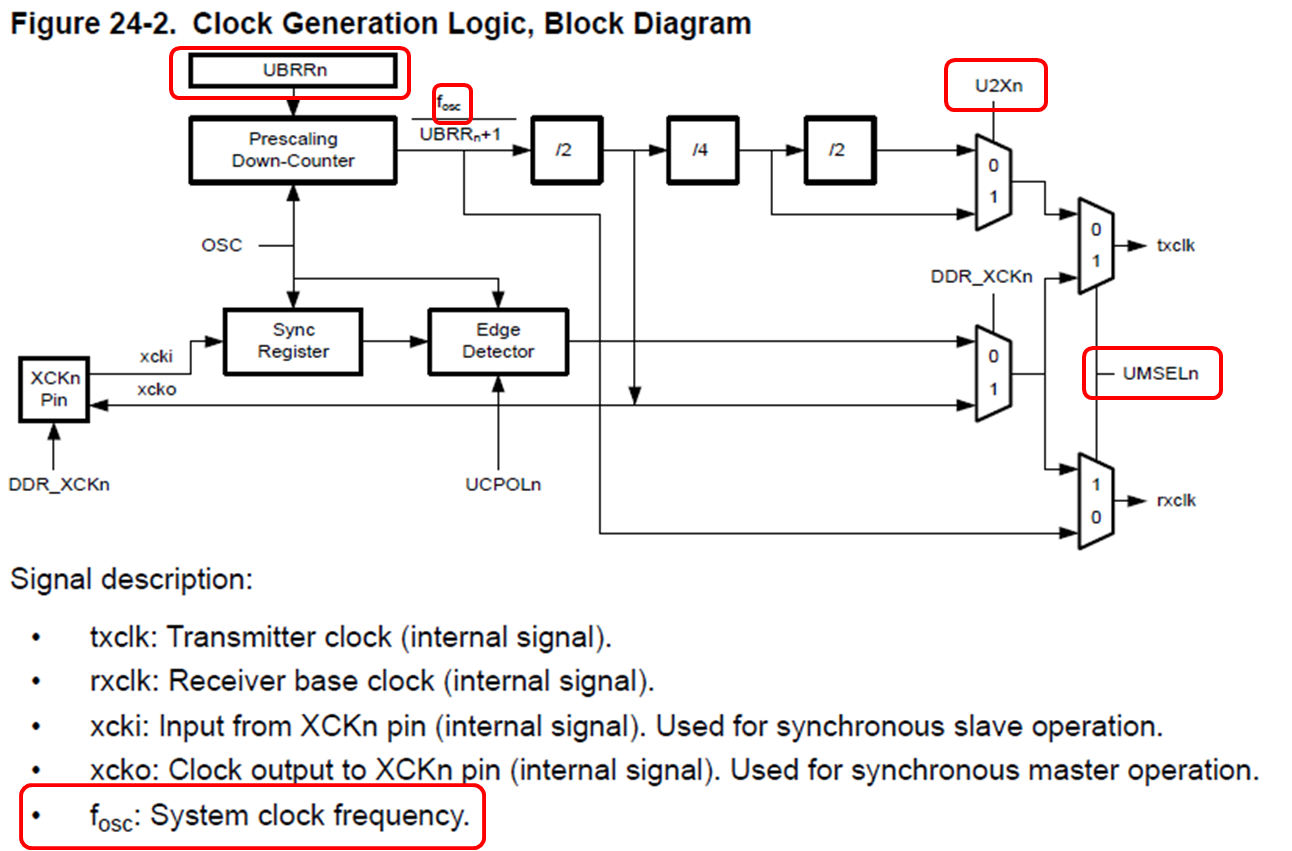 Figure 24-2. Clock Generation Logic, Block Diagram
UBRRn
fosc
UBRRn+1
U2Xn
Prescaling
Down-Counter
/2
/4
/2
0
1
OSC
0
1
txclk
DDR_XCKn
Sync
Register
Edge
Detector
0
1
xcki
XCKn
Pin
xcko
UMSELn
DDR_XCKn
UCPOLn
1
0
rxclk
Signal description:
• txclk: Transmitter clock (internal signal).
• rxclk: Receiver base clock (internal signal).
• xcki: Input from XCKn pin (internal signal). Used for synchronous slave operation.
• xcko: Clock output to XCKn pin (internal signal). Used for synchronous master operation.
• fosc: System clock frequency.